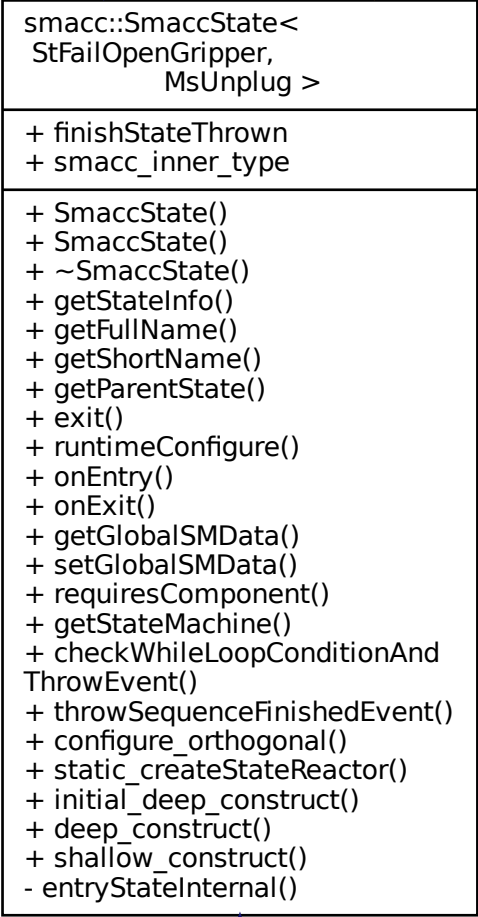 smacc::SmaccState<
StFailOpenGripper,
MsUnplug >
+ finishStateThrown
+ smacc_inner_type
+ SmaccState()
+ SmaccState()
+ ~SmaccState()
+ getStateInfo()
+ getFullName()
+ getShortName()
+ getParentState()
+ exit()
+ runtimeConfigure()
+ onEntry()
+ onExit()
+ getGlobalSMData()
+ setGlobalSMData()
+ requiresComponent()
+ getStateMachine()
+ checkWhileLoopConditionAnd
ThrowEvent()
+ throwSequenceFinishedEvent()
+ configure_orthogonal()
+ static_createStateReactor()
+ initial_deep_construct()
+ deep_construct()
+ shallow_construct()
- entryStateInternal()